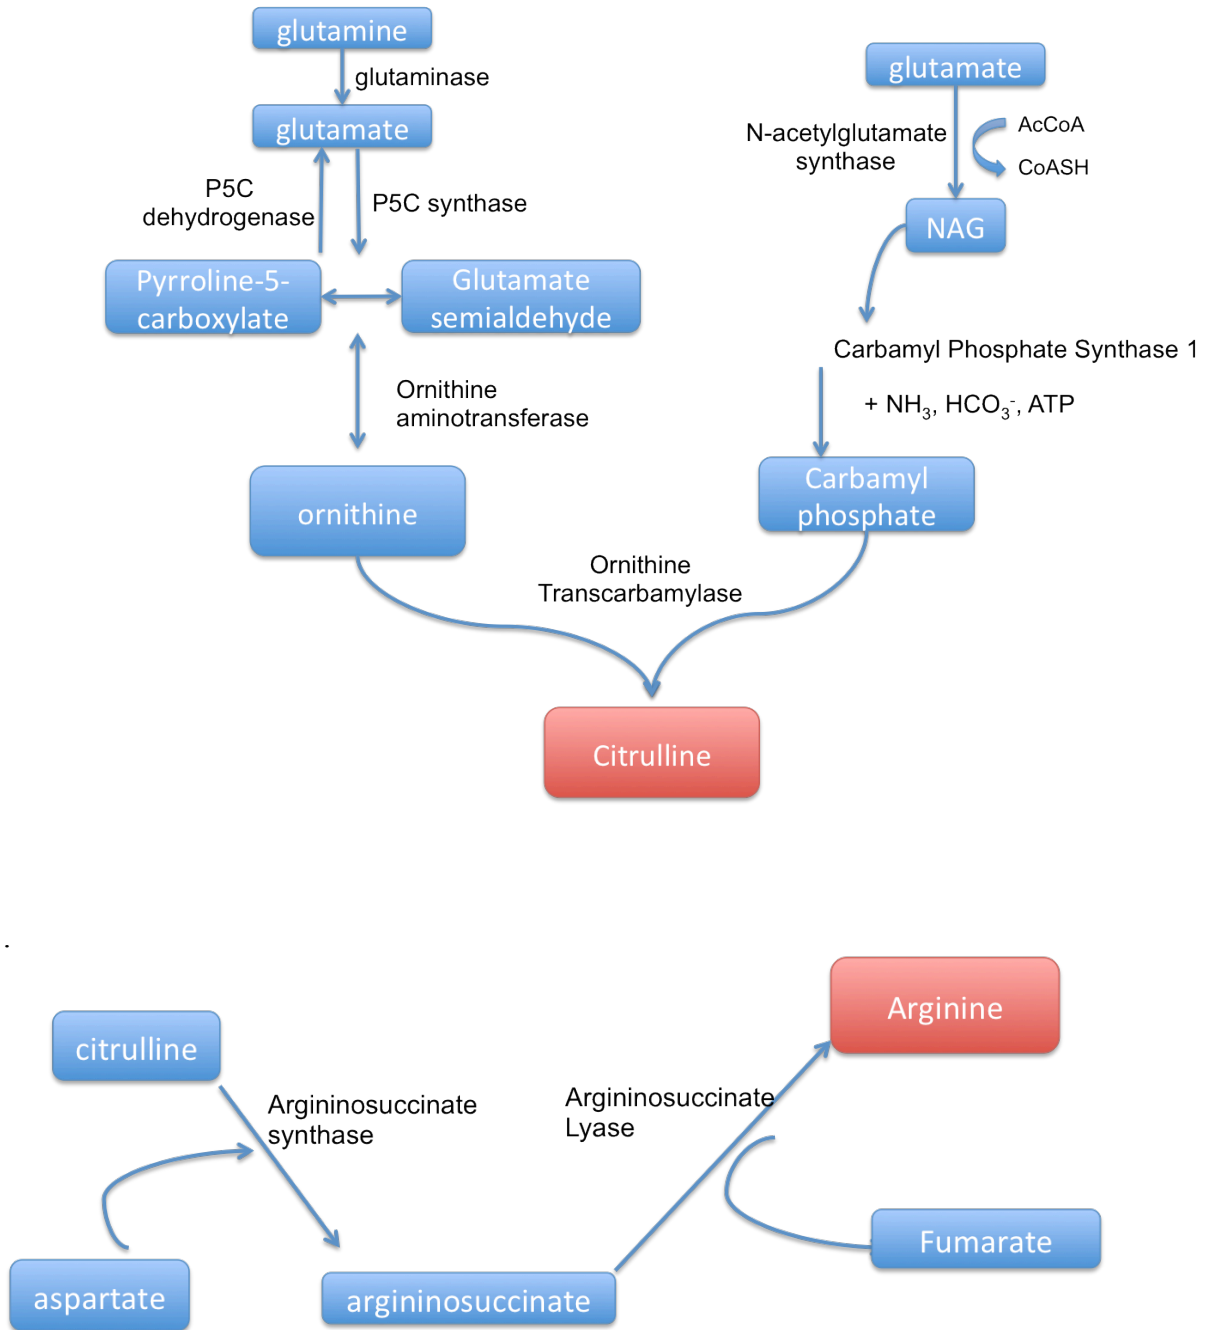 glutamine
glutaminase
glutamate
P5C
dehydrogenase
P5C synthase
Pyrroline-5-
carboxylate
Glutamate
semialdehyde
Ornithine
aminotransferase
ornithine
glutamate
N-acetylglutamate
synthase
AcCoA
CoASH
NAG
Carbamyl Phosphate Synthase 1
+ NH₃, HCO₃⁻, ATP
Carbamyl
phosphate
Ornithine
Transcarbamylase
Citrulline
.
citrulline
Argininosuccinate
synthase
aspartate
argininosuccinate
Argininosuccinate
Lyase
Arginine
Fumarate